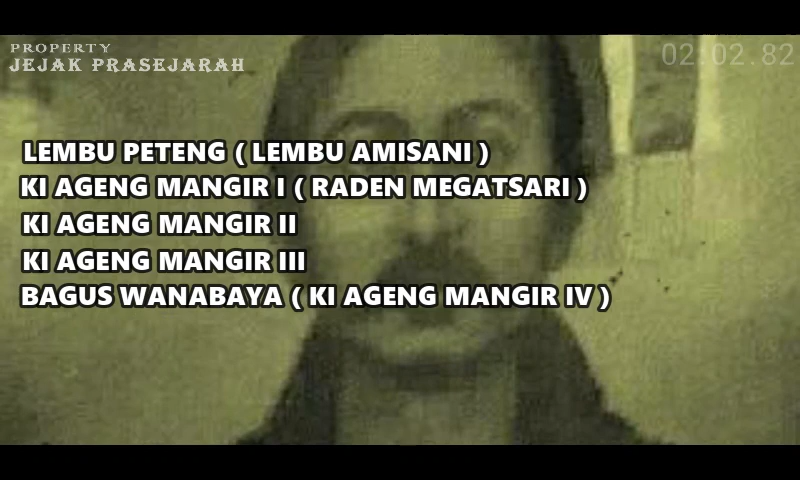 PROPERTY
JEJAK PRASEJARAH
02:02.82
LEMBU PETENG ( LEMBU AMISANI )
KI AGENG MANGIR I ( RADEN MEGATSARI )
KI AGENG MANGIR II
KI AGENG MANGIR III
BAGUS WANABAYA ( KI AGENG MANGIR IV )